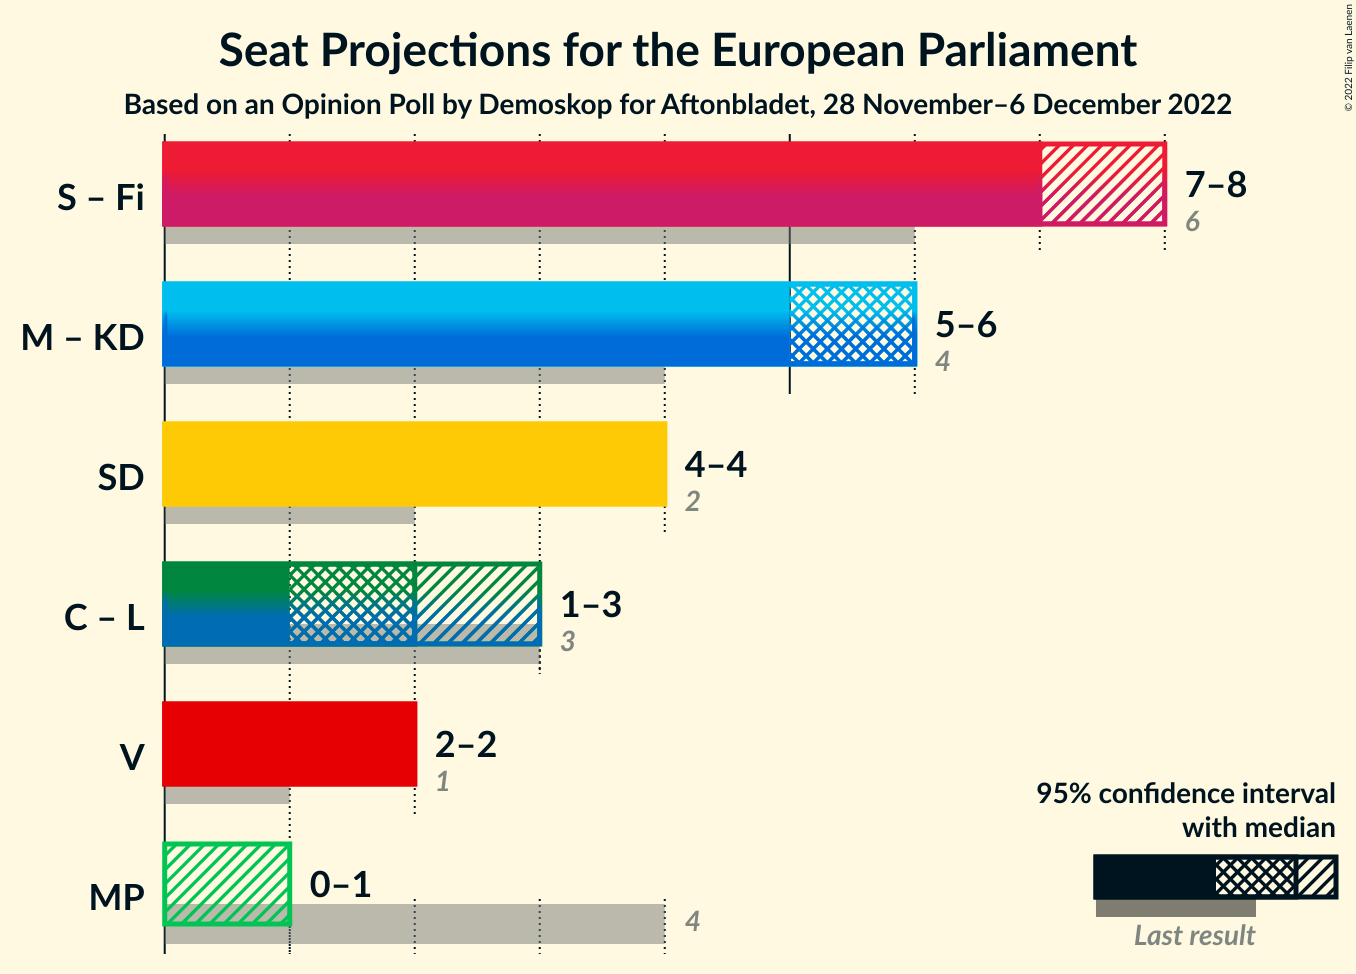 Seat Projections for the European Parliament
Based on an Opinion Poll by Demoskop for Aftonbladet, 28 November–6 December 2022
© 2022 Filip van Laenen
S – Fi
7–8
6
M – KD
5–6
4
SD
4–4
2
C – L
1–3
3
V
2–2
1
MP
0–1
4
95% confidence interval
with median
Last result